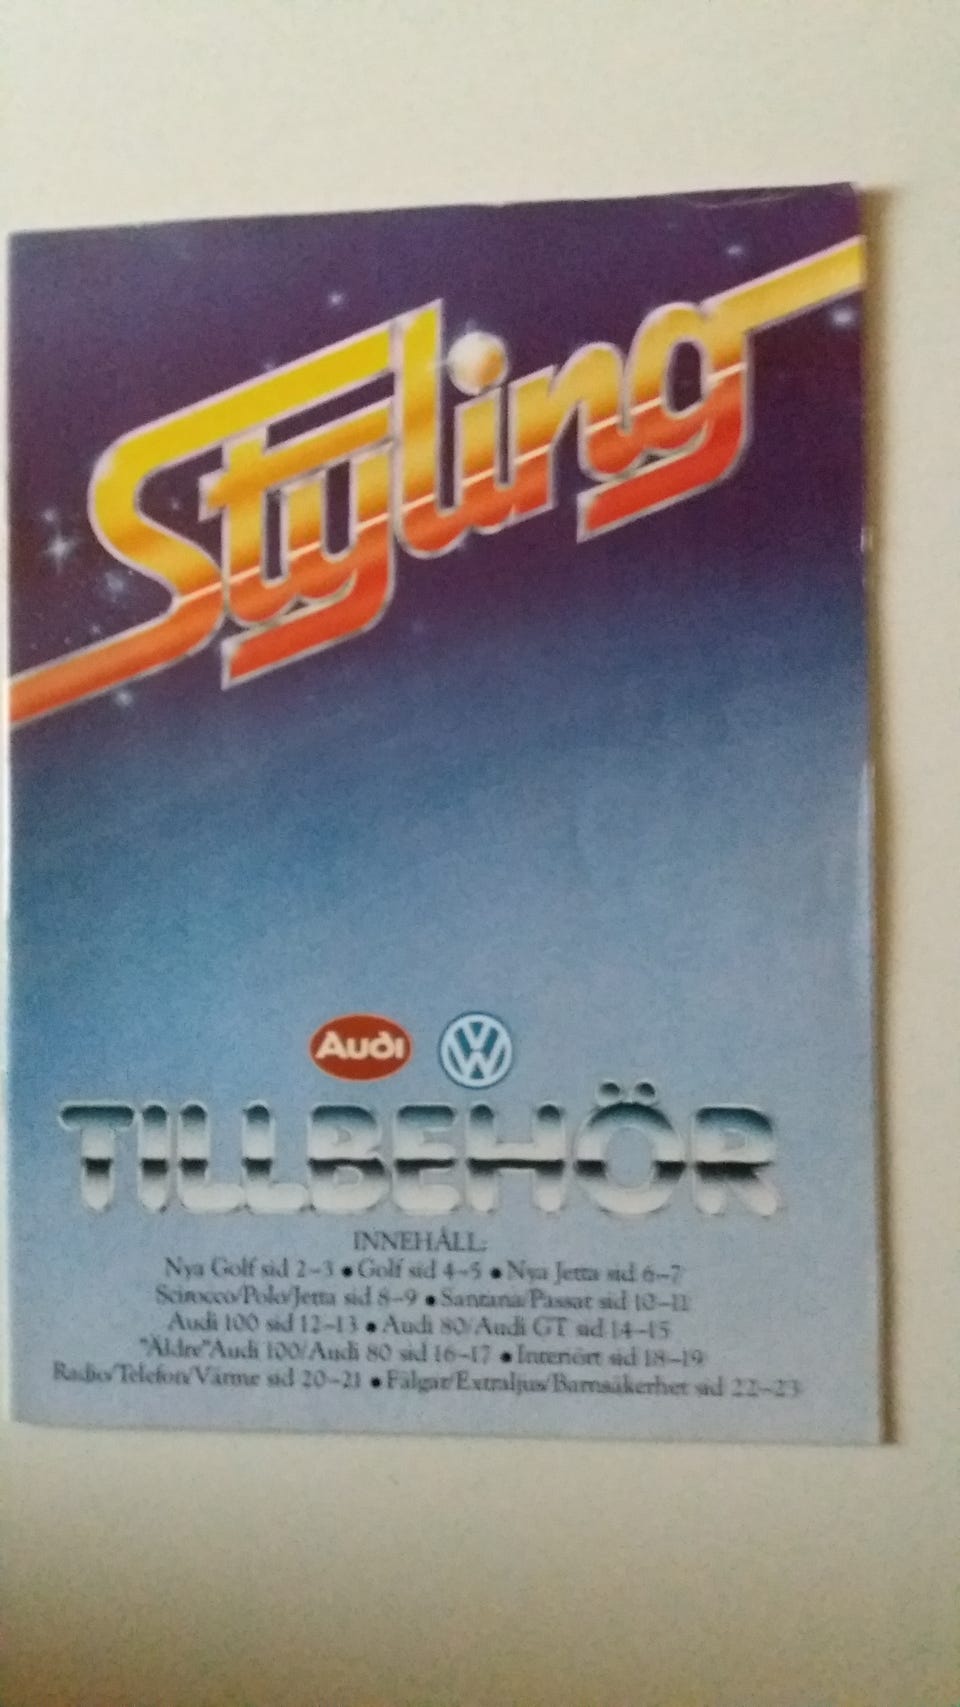 Styling
Audi VW
TILLBEHÖR
INNEHÅLL:
Nya Golf sid 2–3 • Golf sid 4–5 • Nya Jetta sid 6–7
Scirocco/Polo/Jetta sid 8–9 • Santana/Passat sid 10–11
Audi 100 sid 12–13 • Audi 80/Audi GT sid 14–15
"Äldre" Audi 100/Audi 80 sid 16–17 • Interiört sid 18–19
Radio/Telefon/Värme sid 20–21 • Fälgar/Extraljus/Barnsäkerhet sid 22–23